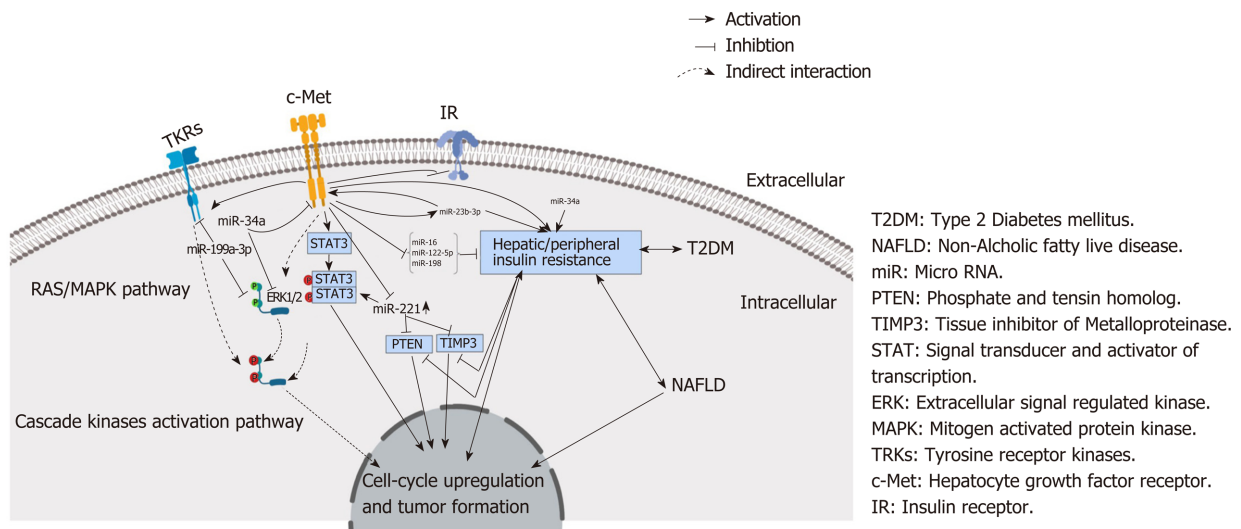 Activation
Inhibtion
Indirect interaction
c-Met
IR
TKRs
Extracellular
miR-34a
miR-34a
miR-23b-3p
miR-199a-3p
STAT3
miR-16
miR-122-5p
miR-198
Hepatic/peripheral
insulin resistance
T2DM
RAS/MAPK pathway
P
P
ERK1/2
P
STAT3
P
STAT3
Intracellular
miR-221
PTEN
TIMP3
P
P
NAFLD
Cascade kinases activation pathway
Cell-cycle upregulation
and tumor formation
T2DM: Type 2 Diabetes mellitus.
NAFLD: Non-Alcholic fatty live disease.
miR: Micro RNA.
PTEN: Phosphate and tensin homolog.
TIMP3: Tissue inhibitor of Metalloproteinase.
STAT: Signal transducer and activator of
transcription.
ERK: Extracellular signal regulated kinase.
MAPK: Mitogen activated protein kinase.
TRKs: Tyrosine receptor kinases.
c-Met: Hepatocyte growth factor receptor.
IR: Insulin receptor.